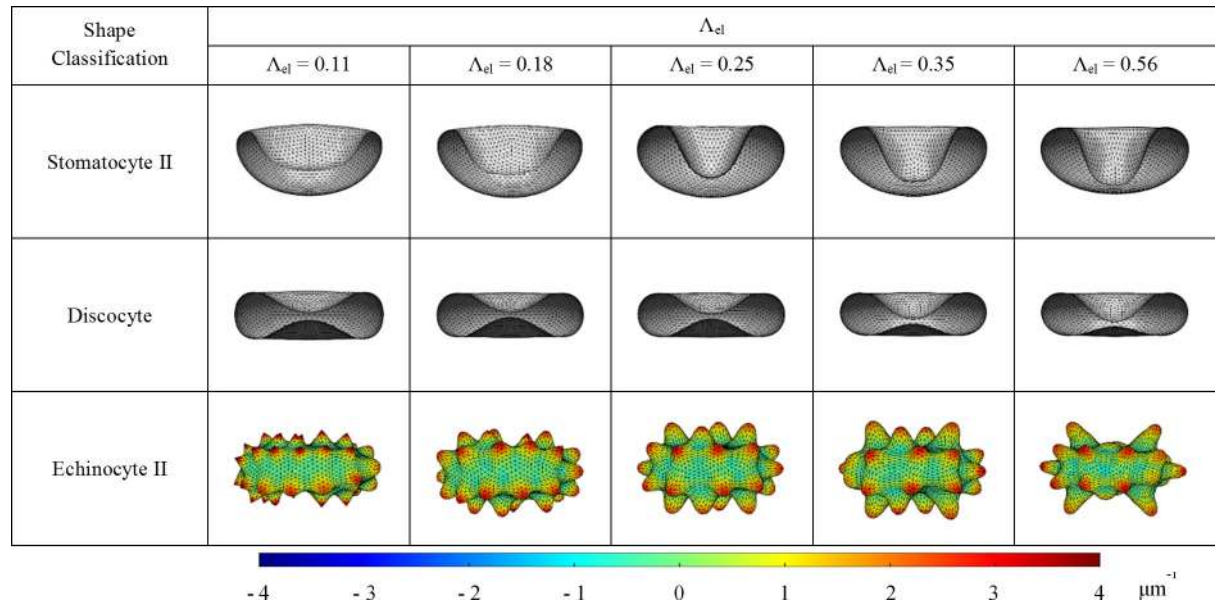 Shape
Classification
Λel
Λel = 0.11
Λel = 0.18
Λel = 0.25
Λel = 0.35
Λel = 0.56
Stomatocyte II
Discocyte
Echinocyte II
- 4
- 3
- 2
- 1
0
1
2
3
4
μm⁻¹